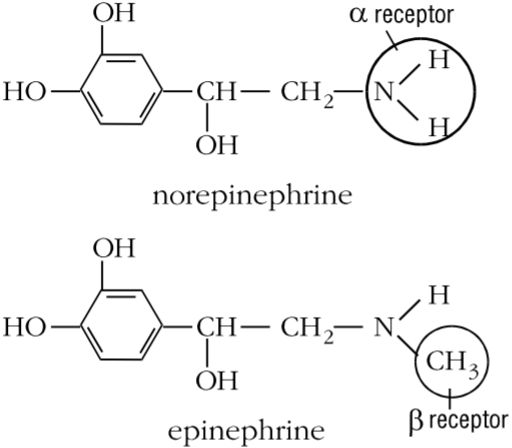 OH
α receptor
H
HO
CH
CH₂
N
OH
H
norepinephrine
OH
H
HO
CH
CH₂
N
CH₃
OH
epinephrine
β receptor